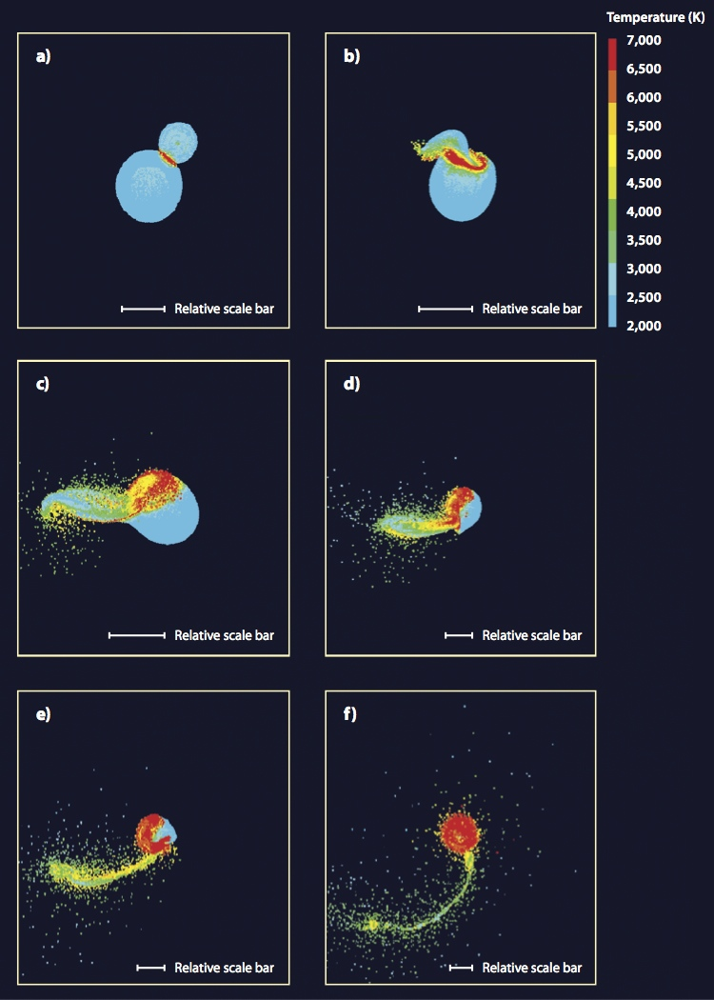 Temperature (K)
7,000
6,500
6,000
5,500
5,000
4,500
4,000
3,500
3,000
2,500
2,000
a)
Relative scale bar
b)
Relative scale bar
c)
Relative scale bar
d)
Relative scale bar
e)
Relative scale bar
f)
Relative scale bar